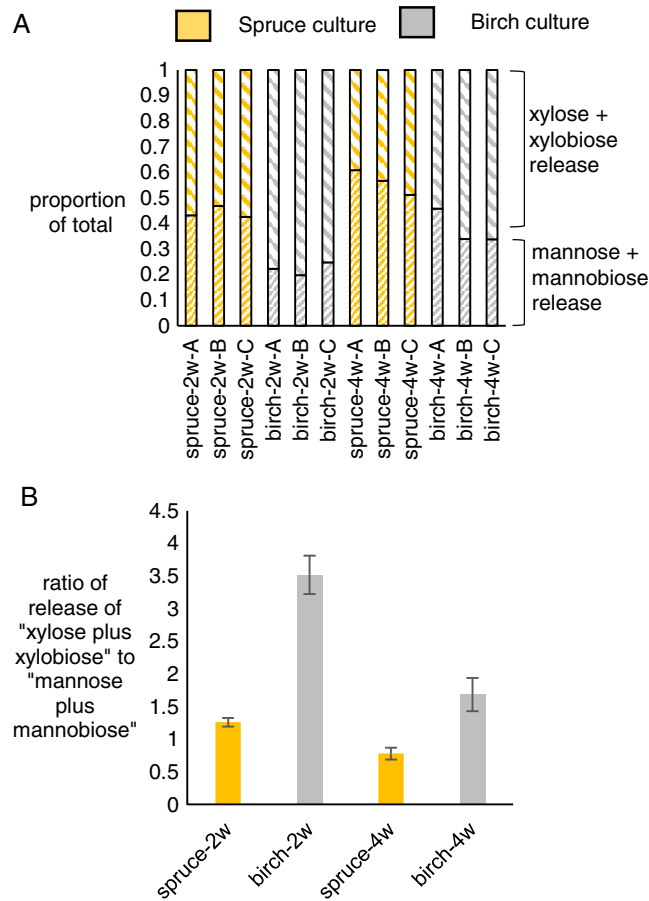 A
Spruce culture
Birch culture
1
0.9
0.8
0.7
0.6
0.5
0.4
0.3
0.2
0.1
0
proportion
of total
xylose +
xylobiose
release
mannose +
mannobiose
release
spruce-2w-A
spruce-2w-B
spruce-2w-C
birch-2w-A
birch-2w-B
birch-2w-C
spruce-4w-A
spruce-4w-B
spruce-4w-C
birch-4w-A
birch-4w-B
birch-4w-C
B
4.5
4
3.5
3
2.5
2
1.5
1
0.5
0
ratio of
release of
"xylose plus
xylobiose" to
"mannose
plus
mannobiose"
spruce-2w
birch-2w
spruce-4w
birch-4w